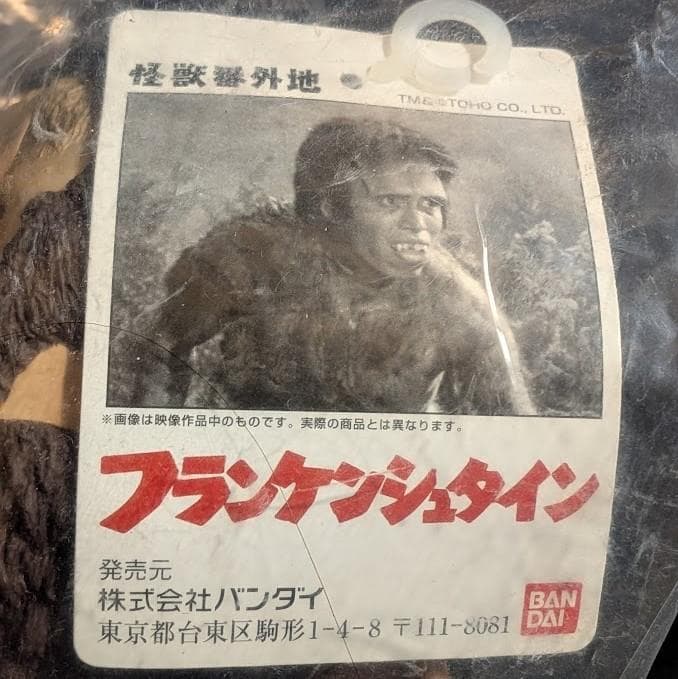 怪獣番外地
TM&©TOHO CO., LTD.
※画像は映像作品中のものです。実際の商品とは異なります。
フランケンシュタイン
発売元
株式会社バンダイ
東京都台東区駒形1-4-8 〒111-8081
BAN
DAI